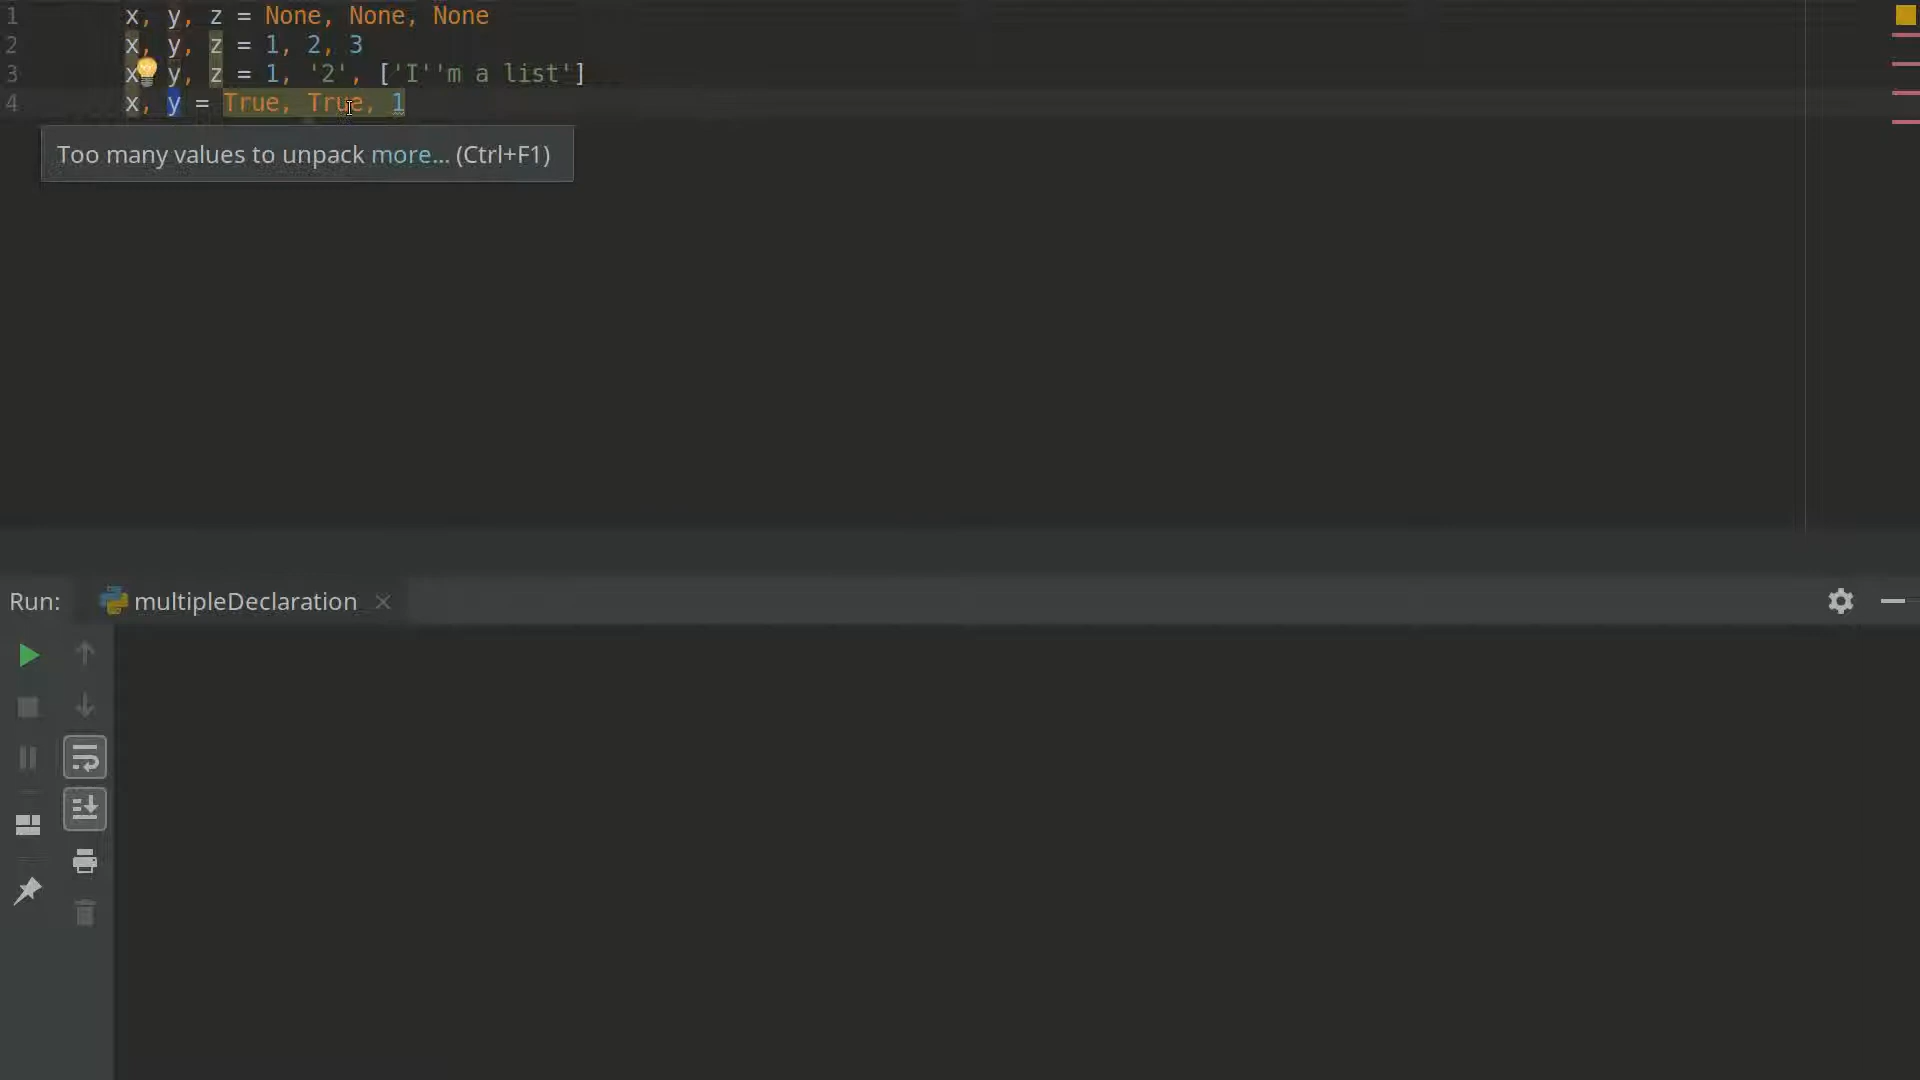 1 x, y, z = None, None, None
2 x, y, z = 1, 2, 3
3 x, y, z = 1, '2', ['I''m a list']
4 x, y = True, True, 1
Too many values to unpack more... (Ctrl+F1)
Run: multipleDeclaration